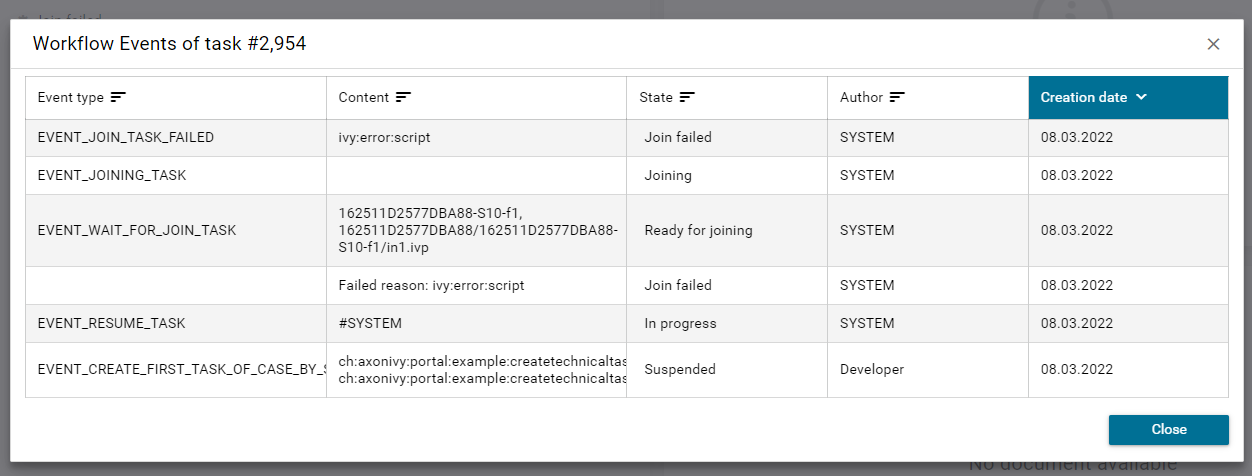 Join failed
Workflow Events of task #2,954
Event type Content State Author Creation date
EVENT_JOIN_TASK_FAILED ivy:error:script Join failed SYSTEM 08.03.2022
EVENT_JOINING_TASK Joining SYSTEM 08.03.2022
162511D2577DBA88-S10-f1,
EVENT_WAIT_FOR_JOIN_TASK 162511D2577DBA88/162511D2577DBA88- Ready for joining SYSTEM 08.03.2022
S10-f1/in1.ivp
Failed reason: ivy:error:script Join failed SYSTEM 08.03.2022
EVENT_RESUME_TASK #SYSTEM In progress SYSTEM 08.03.2022
ch:axonivy:portal:example:createtechnicaltas
EVENT_CREATE_FIRST_TASK_OF_CASE_BY_S Suspended Developer 08.03.2022
ch:axonivy:portal:example:createtechnicaltas
Close
No document available